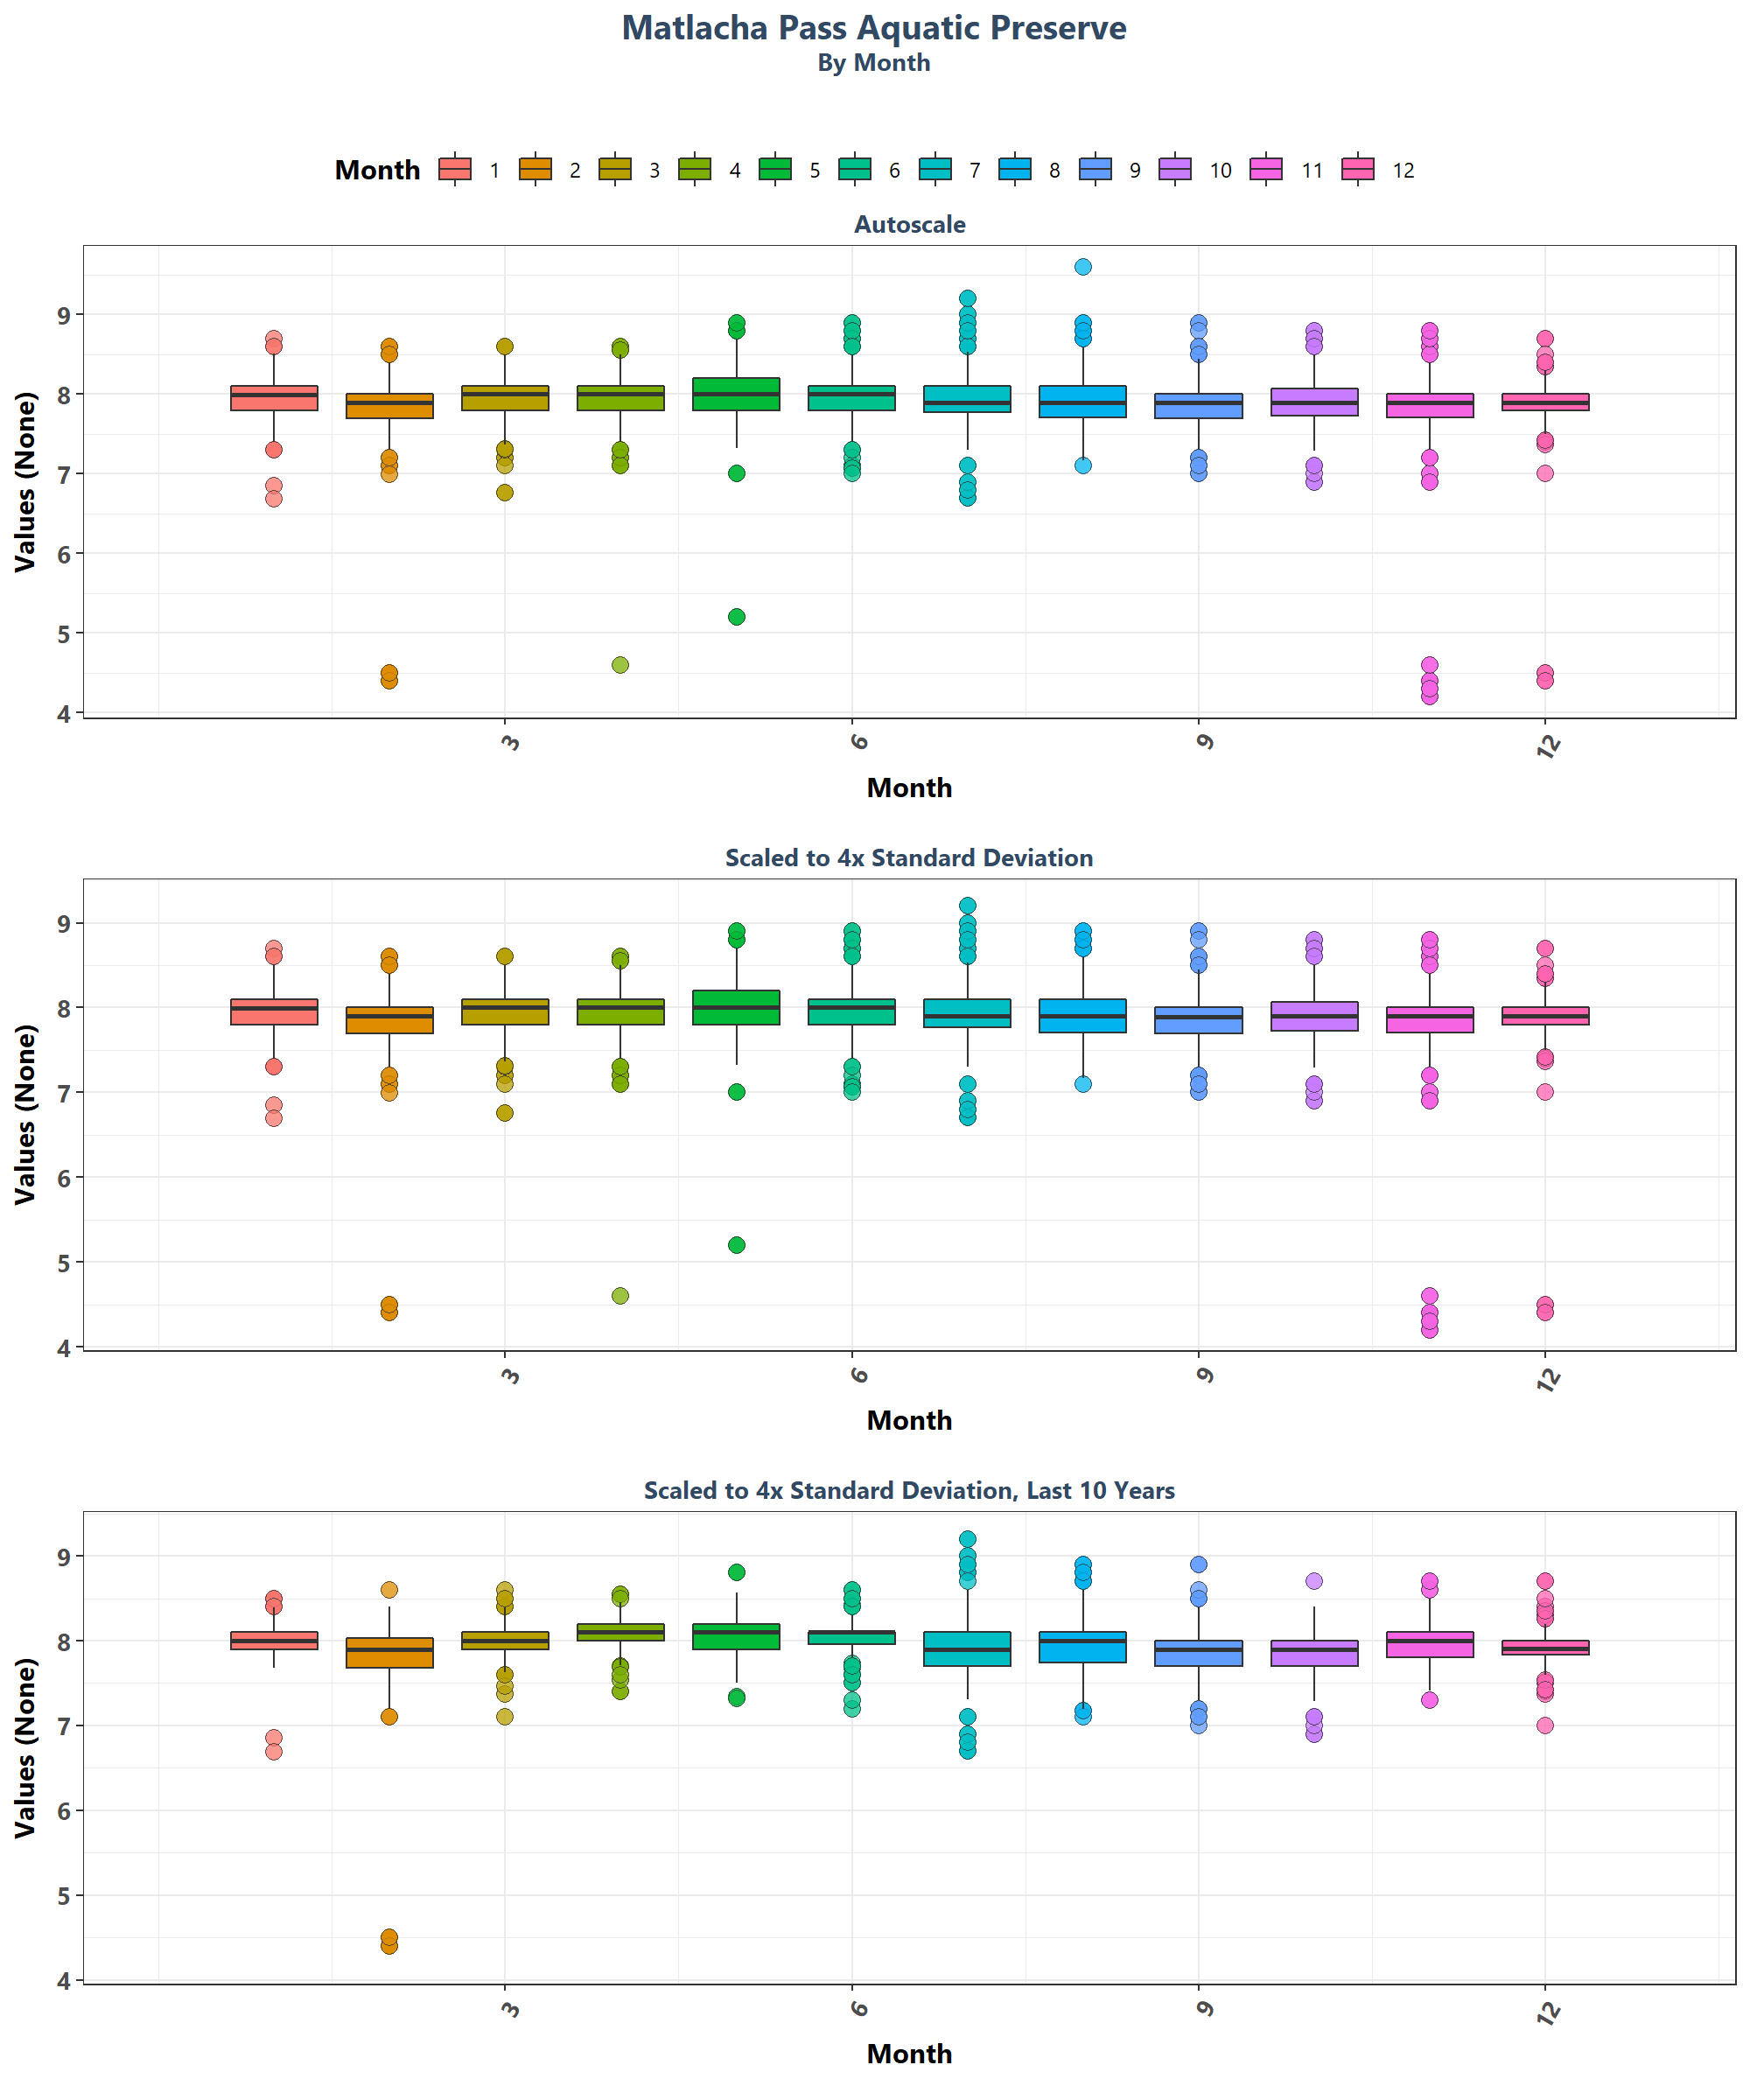 Matlacha Pass Aquatic Preserve
By Month
Month 1 2 3 4 5 6 7 8 9 10 11 12
Autoscale
Values (None)
9
8
7
6
5
4
3 6 9 12
Month
Scaled to 4x Standard Deviation
Values (None)
9
8
7
6
5
4
3 6 9 12
Month
Scaled to 4x Standard Deviation, Last 10 Years
Values (None)
9
8
7
6
5
4
3 6 9 12
Month